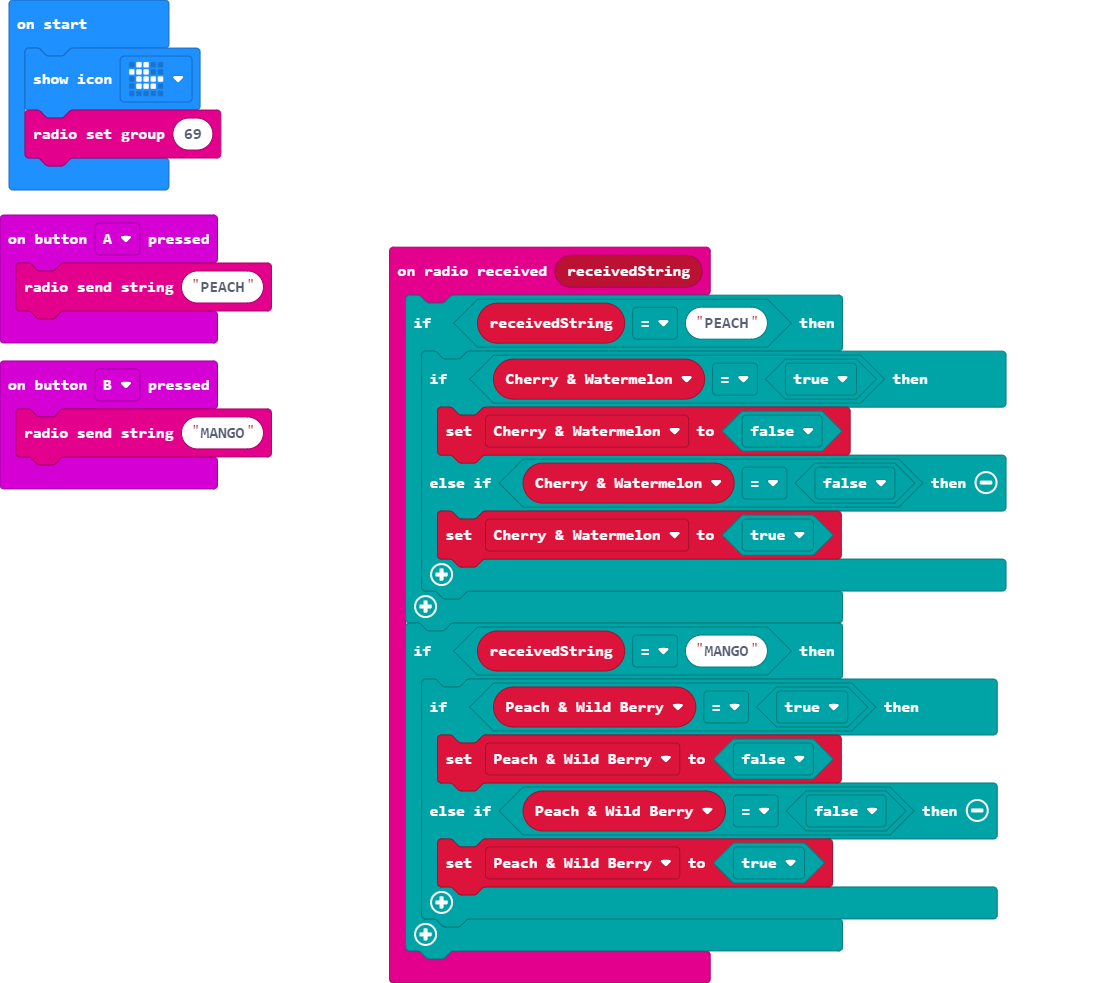 on start
show icon
radio set group 69
on button A pressed
radio send string "PEACH"
on button B pressed
radio send string "MANGO"
on radio received receivedString
if receivedString = "PEACH" then
if Cherry & Watermelon = true then
set Cherry & Watermelon to false
else if Cherry & Watermelon = false then
set Cherry & Watermelon to true
if receivedString = "MANGO" then
if Peach & Wild Berry = true then
set Peach & Wild Berry to false
else if Peach & Wild Berry = false then
set Peach & Wild Berry to true